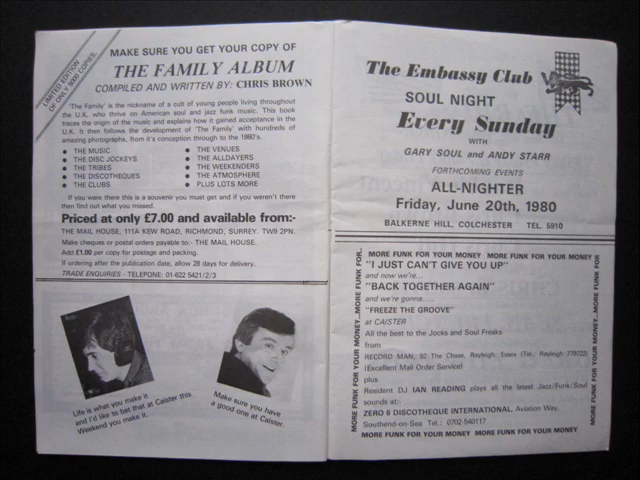 LIMITED EDITION
OF ONLY 5000 COPIES.
MAKE SURE YOU GET YOUR COPY OF
THE FAMILY ALBUM
COMPILED AND WRITTEN BY: CHRIS BROWN
'The Family' is the nickname of a cult of young people living throughout
the U.K. who thrive on American soul and jazz funk music. This book
traces the origin of the music and explains how it gained acceptance in the
U.K. It then follows the development of 'The Family' with hundreds of
amazing photographs, from it's conception through to the 1980's.
● THE MUSIC
● THE DISC JOCKEYS
● THE TRIBES
● THE DISCOTHEQUES
● THE CLUBS
● THE VENUES
● THE ALLDAYERS
● THE WEEKENDERS
● THE ATMOSPHERE
● PLUS LOTS MORE
If you were there this is a souvenir you must get and if you weren't there
then find out what you missed.
Priced at only £7.00 and available from:-
THE MAIL HOUSE, 111A KEW ROAD, RICHMOND, SURREY. TW9 2PN.
Make cheques or postal orders payable to:- THE MAIL HOUSE.
Add £1.00 per copy for postage and packing.
If ordering after the publication date, allow 28 days for delivery.
TRADE ENQUIRIES - TELEPONE: 01-622 5421/2/3
Life is what you make it
and I'd like to bet that at Caister this
Weekend you make it.
Make sure you have
a good one at Caister.
The Embassy Club
SOUL NIGHT
Every Sunday
WITH
GARY SOUL and ANDY STARR
FORTHCOMING EVENTS
ALL-NIGHTER
Friday, June 20th, 1980
BALKERNE HILL, COLCHESTER TEL. 5910
MORE FUNK FOR YOUR MONEY MORE FUNK FOR YOUR MONEY
MORE FUNK FOR YOUR MONEY...MORE FUNK FOR.
"I JUST CAN'T GIVE YOU UP"
and now we're...
"BACK TOGETHER AGAIN"
and we're gonna.....
"FREEZE THE GROOVE"
at CAISTER
All the best to the Jocks and Soul Freaks
from
RECORD MAN, 92 The Chase, Rayleigh, Essex (Tel.: Rayleigh 779222)
(Excellent Mail Order Service!)
plus
Resident DJ IAN READING plays all the latest Jazz/Funk/Soul
sounds at:
ZERO 6 DISCOTHEQUE INTERNATIONAL, Aviation Way,
Southend-on-Sea Tel.: 0702-540117
MORE FUNK FOR YOUR MONEY...MORE FUNK FOR
MORE FUNK FOR YOUR MONEY MORE FUNK FOR YOUR MONEY